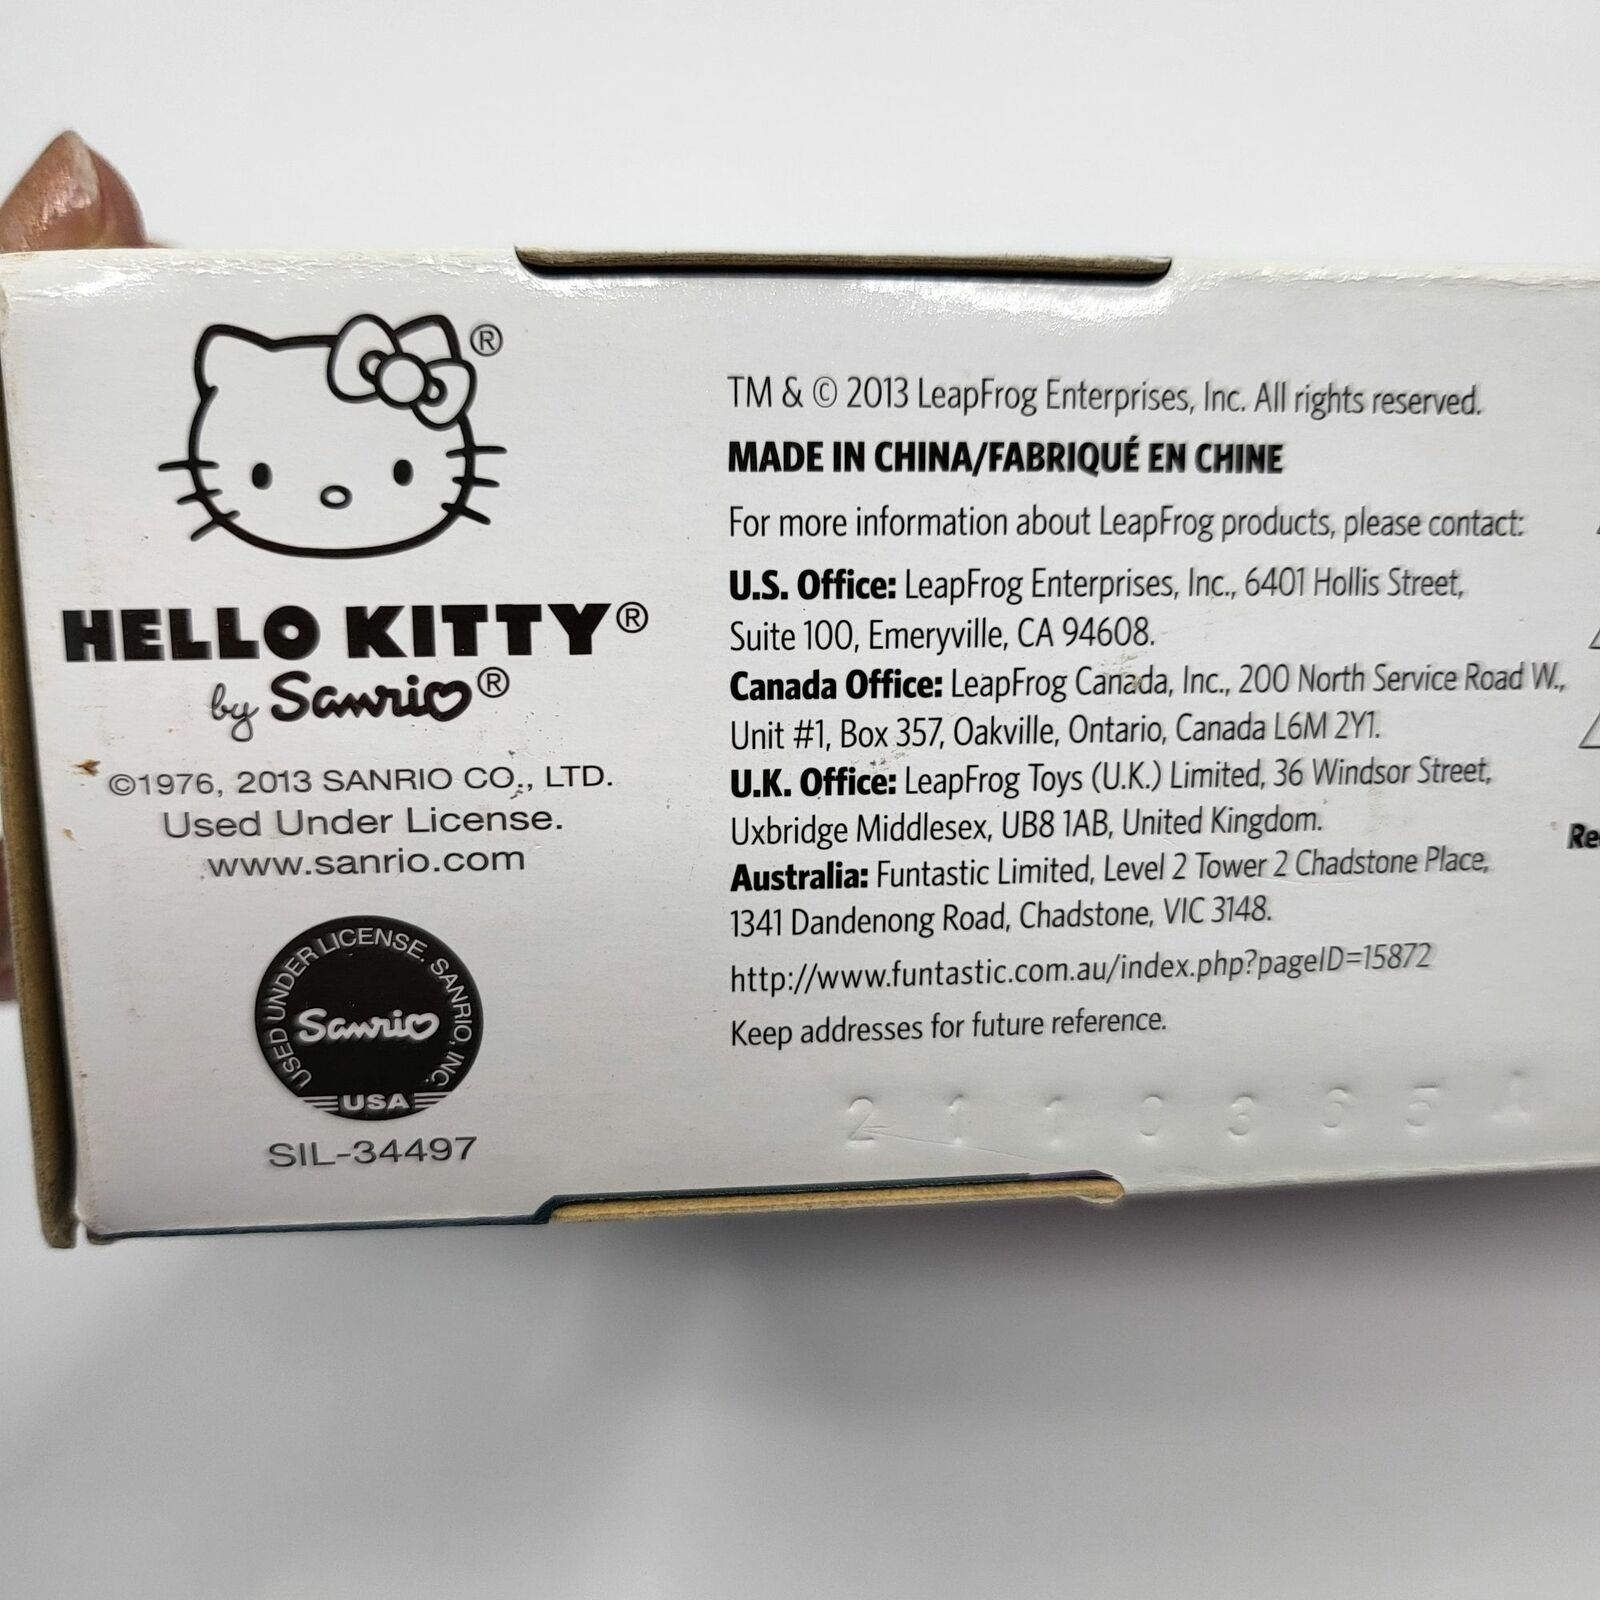 ®
HELLO KITTY®
by Sanrio®
©1976, 2013 SANRIO CO., LTD.
Used Under License.
www.sanrio.com
USED UNDER LICENSE. SANRIO, INC.
Sanrio
USA
SIL-34497
TM & © 2013 LeapFrog Enterprises, Inc. All rights reserved.
MADE IN CHINA/FABRIQUÉ EN CHINE
For more information about LeapFrog products, please contact:
U.S. Office: LeapFrog Enterprises, Inc., 6401 Hollis Street,
Suite 100, Emeryville, CA 94608.
Canada Office: LeapFrog Canada, Inc., 200 North Service Road W.,
Unit #1, Box 357, Oakville, Ontario, Canada L6M 2Y1.
U.K. Office: LeapFrog Toys (U.K.) Limited, 36 Windsor Street,
Uxbridge Middlesex, UB8 1AB, United Kingdom.
Australia: Funtastic Limited, Level 2 Tower 2 Chadstone Place,
1341 Dandenong Road, Chadstone, VIC 3148.
http://www.funtastic.com.au/index.php?pageID=15872
Keep addresses for future reference.